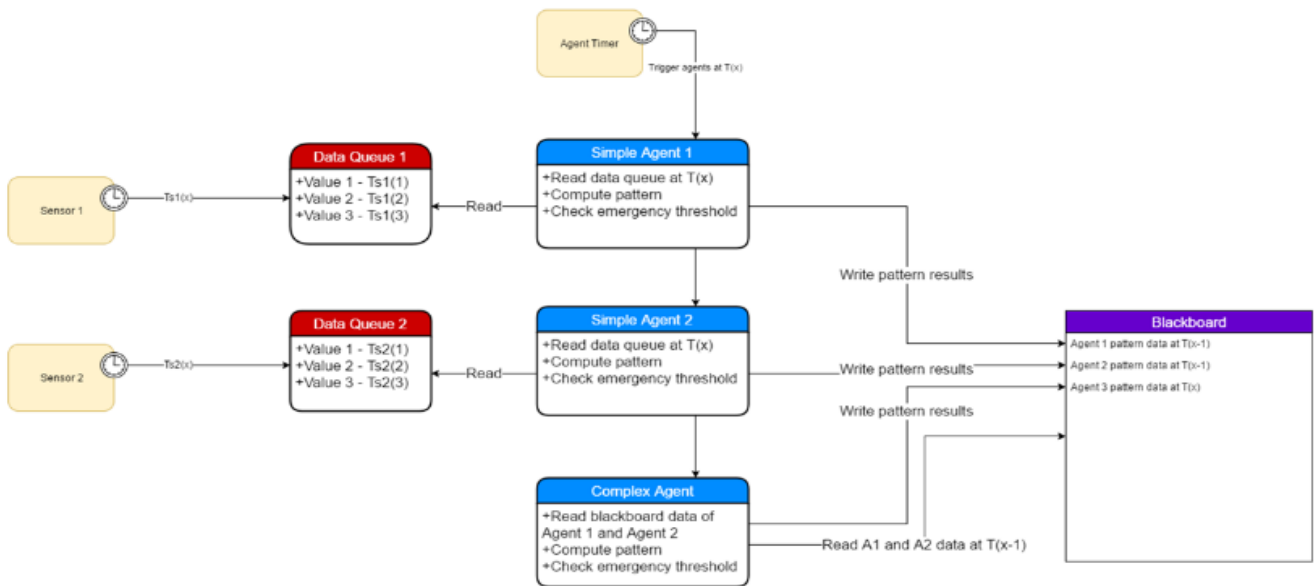 Agent Timer
Trigger agents at T(x)
Simple Agent 1
+Read data queue at T(x)
+Compute pattern
+Check emergency threshold
Data Queue 1
+Value 1 - Ts1(1)
+Value 2 - Ts1(2)
+Value 3 - Ts1(3)
Sensor 1
Ts1(x)
Read
Write pattern results
Simple Agent 2
+Read data queue at T(x)
+Compute pattern
+Check emergency threshold
Data Queue 2
+Value 1 - Ts2(1)
+Value 2 - Ts2(2)
+Value 3 - Ts2(3)
Sensor 2
Ts2(x)
Read
Write pattern results
Write pattern results
Blackboard
Agent 1 pattern data at T(x-1)
Agent 2 pattern data at T(x-1)
Agent 3 pattern data at T(x)
Complex Agent
+Read blackboard data of
Agent 1 and Agent 2
+Compute pattern
+Check emergency threshold
Read A1 and A2 data at T(x-1)